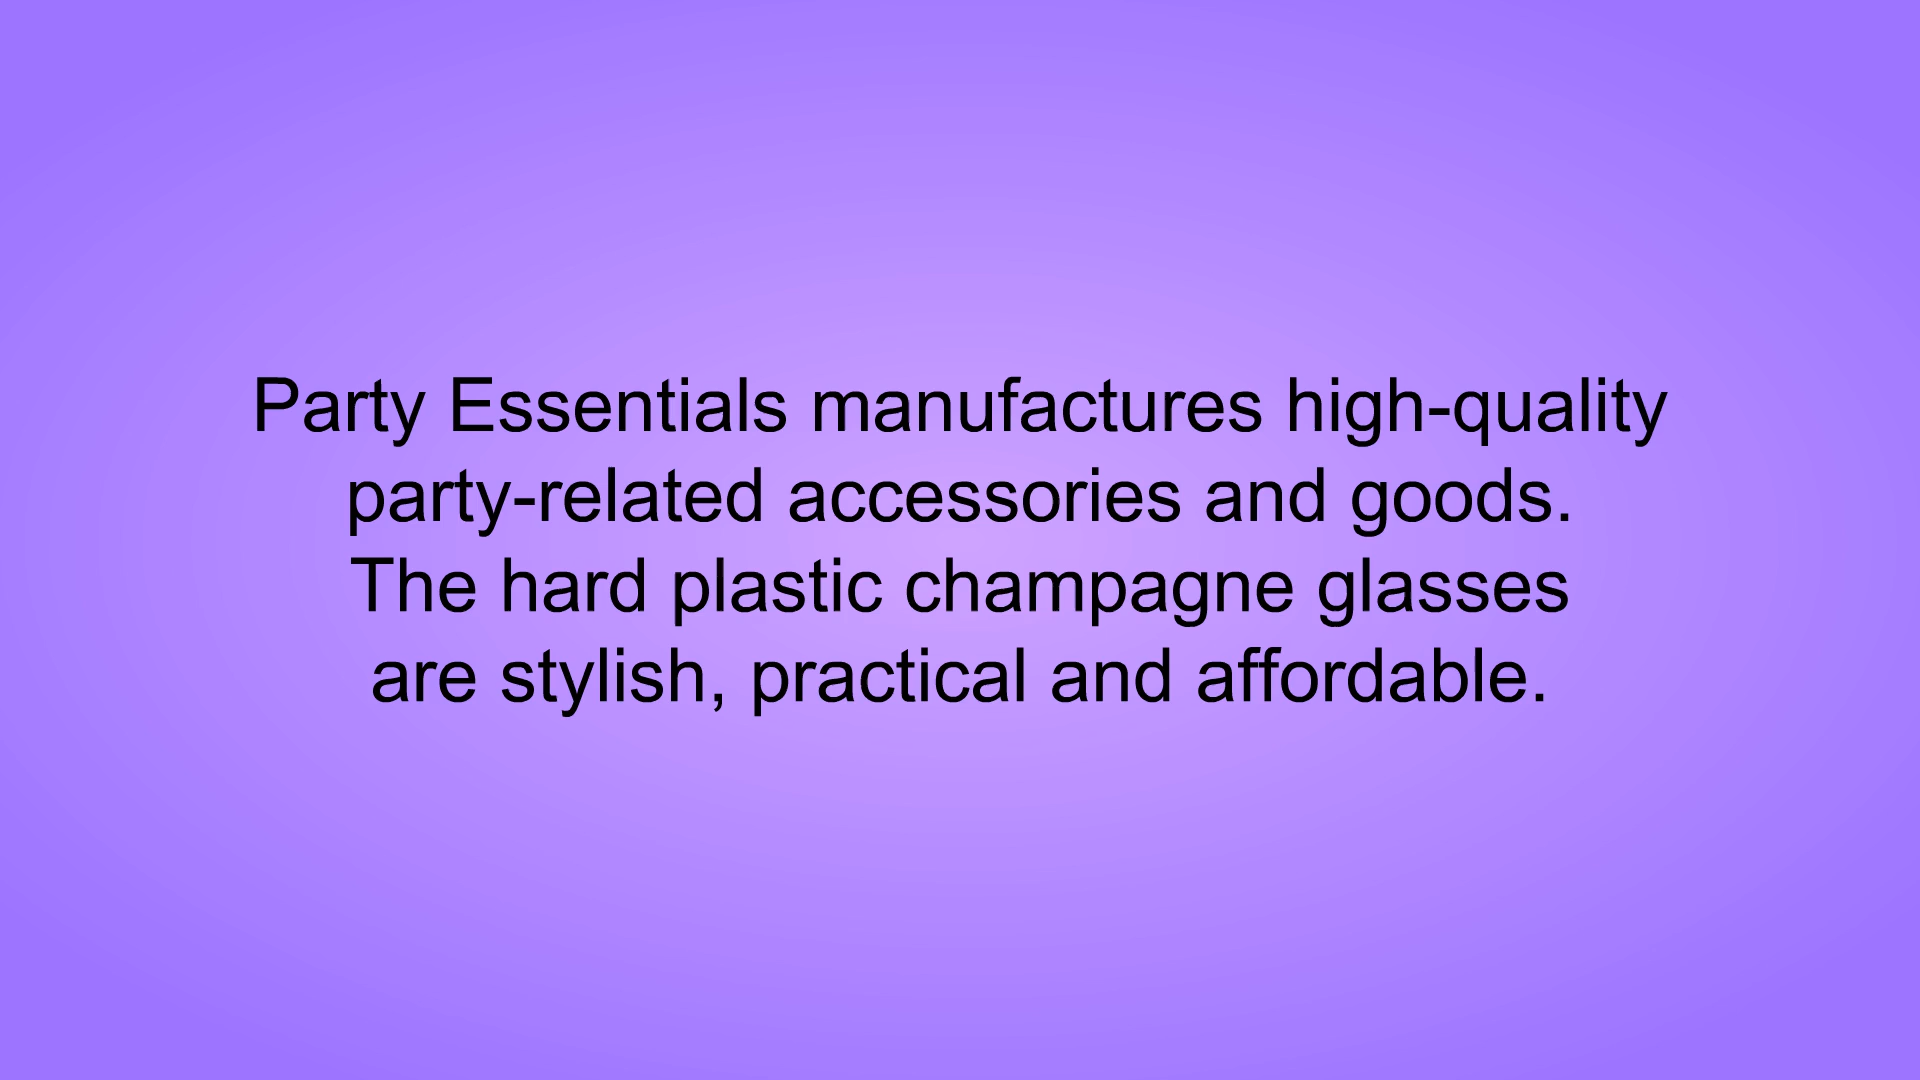 Party Essentials manufactures high-quality
party-related accessories and goods.
The hard plastic champagne glasses
are stylish, practical and affordable.